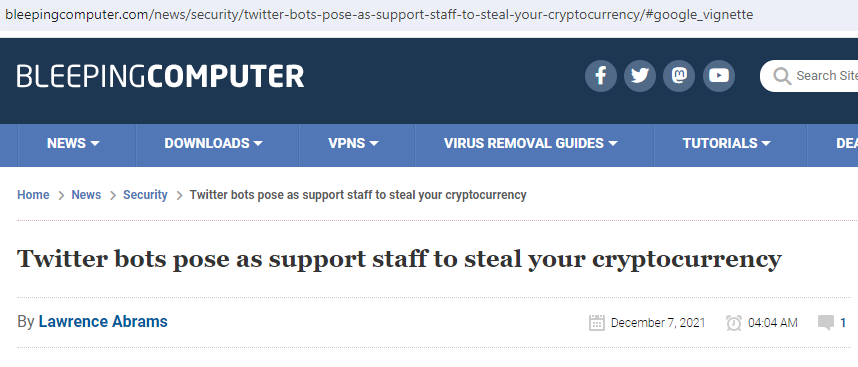 bleepingcomputer.com/news/security/twitter-bots-pose-as-support-staff-to-steal-your-cryptocurrency/#google_vignette
BLEEPINGCOMPUTER
Search Site
NEWS DOWNLOADS VPNS VIRUS REMOVAL GUIDES TUTORIALS DEA
Home > News > Security > Twitter bots pose as support staff to steal your cryptocurrency
Twitter bots pose as support staff to steal your cryptocurrency
By Lawrence Abrams December 7, 2021 04:04 AM 1